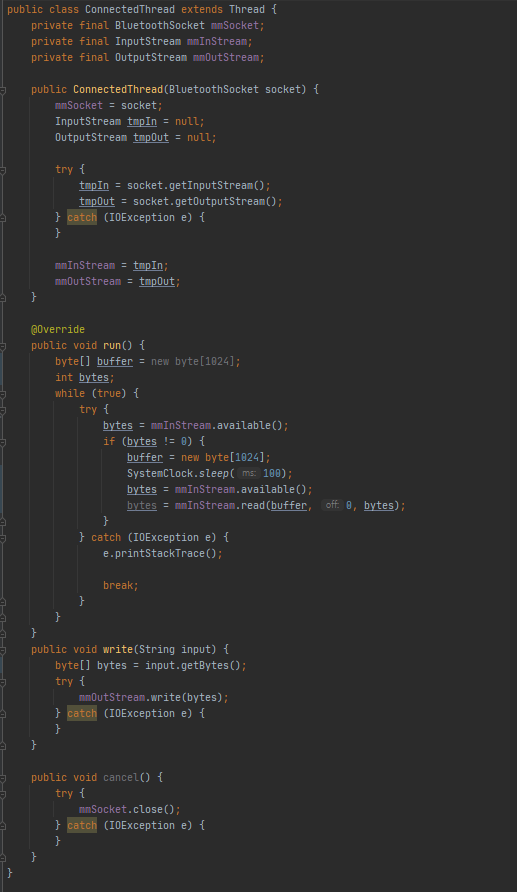 public class ConnectedThread extends Thread {
    private final BluetoothSocket mmSocket;
    private final InputStream mmInStream;
    private final OutputStream mmOutStream;

    public ConnectedThread(BluetoothSocket socket) {
        mmSocket = socket;
        InputStream tmpIn = null;
        OutputStream tmpOut = null;

        try {
            tmpIn = socket.getInputStream();
            tmpOut = socket.getOutputStream();
        } catch (IOException e) {
        }

        mmInStream = tmpIn;
        mmOutStream = tmpOut;
    }

    @Override
    public void run() {
        byte[] buffer = new byte[1024];
        int bytes;
        while (true) {
            try {
                bytes = mmInStream.available();
                if (bytes != 0) {
                    buffer = new byte[1024];
                    SystemClock.sleep( ms: 100);
                    bytes = mmInStream.available();
                    bytes = mmInStream.read(buffer, off: 0, bytes);
                }
            } catch (IOException e) {
                e.printStackTrace();

                break;
            }
        }
    }
    public void write(String input) {
        byte[] bytes = input.getBytes();
        try {
            mmOutStream.write(bytes);
        } catch (IOException e) {
        }
    }

    public void cancel() {
        try {
            mmSocket.close();
        } catch (IOException e) {
        }
    }
}